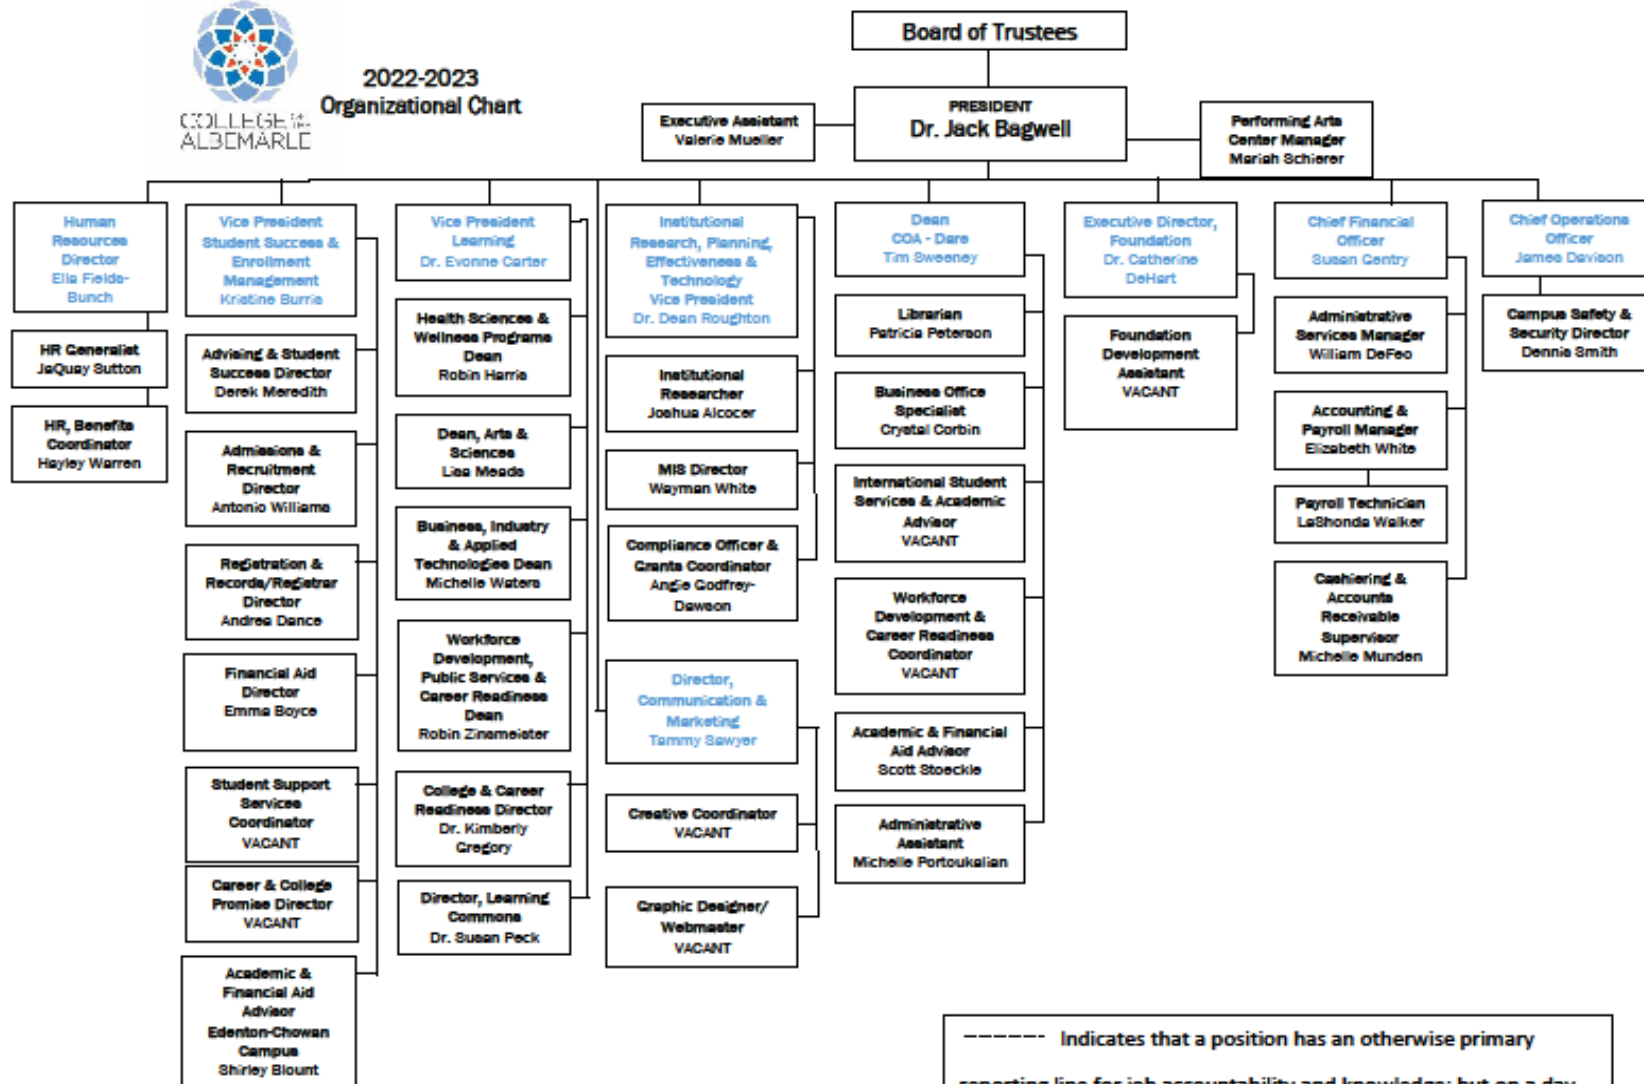 COLLEGE OF THE
ALBEMARLE
2022-2023
Organizational Chart
Board of Trustees
PRESIDENT
Dr. Jack Bagwell
Executive Assistant
Valerie Mueller
Performing Arts
Center Manager
Mariah Schierer
Human
Resources
Director
Ella Fields-
Bunch
HR Generalist
JaQuay Sutton
HR, Benefits
Coordinator
Hayley Warren
Vice President
Student Success &
Enrollment
Management
Kristine Burris
Advising & Student
Success Director
Derek Meredith
Admissions &
Recruitment
Director
Antonio Williams
Registration &
Records/Registrar
Director
Andrea Dance
Financial Aid
Director
Emma Boyce
Student Support
Services
Coordinator
VACANT
Career & College
Promise Director
VACANT
Academic &
Financial Aid
Advisor
Edenton-Chowan
Campus
Shirley Blount
Vice President
Learning
Dr. Evonne Carter
Health Sciences &
Wellness Programs
Dean
Robin Harris
Dean, Arts &
Sciences
Lisa Meads
Business, Industry
& Applied
Technologies Dean
Michelle Waters
Workforce
Development,
Public Services &
Career Readiness
Dean
Robin Zinsmeister
College & Career
Readiness Director
Dr. Kimberly
Gregory
Director, Learning
Commons
Dr. Susan Peck
Institutional
Research, Planning,
Effectiveness &
Technology
Vice President
Dr. Dean Roughton
Institutional
Researcher
Joshua Alcocer
MIS Director
Wayman White
Compliance Officer &
Grants Coordinator
Angie Godfrey-
Dawson
Director,
Communication &
Marketing
Tammy Sawyer
Creative Coordinator
VACANT
Graphic Designer/
Webmaster
VACANT
Dean
COA - Dare
Tim Sweeney
Librarian
Patricia Peterson
Business Office
Specialist
Crystal Corbin
International Student
Services & Academic
Advisor
VACANT
Workforce
Development &
Career Readiness
Coordinator
VACANT
Academic & Financial
Aid Advisor
Scott Stoeckle
Administrative
Assistant
Michelle Portoukalian
Executive Director,
Foundation
Dr. Catherine
DeHart
Foundation
Development
Assistant
VACANT
Chief Financial
Officer
Susan Gentry
Administrative
Services Manager
William DeFeo
Accounting &
Payroll Manager
Elizabeth White
Payroll Technician
LaShonda Walker
Cashiering &
Accounts
Receivable
Supervisor
Michelle Munden
Chief Operations
Officer
James Davison
Campus Safety &
Security Director
Dennis Smith
------ Indicates that a position has an otherwise primary
reporting line for job accountability and knowledge; but on a day